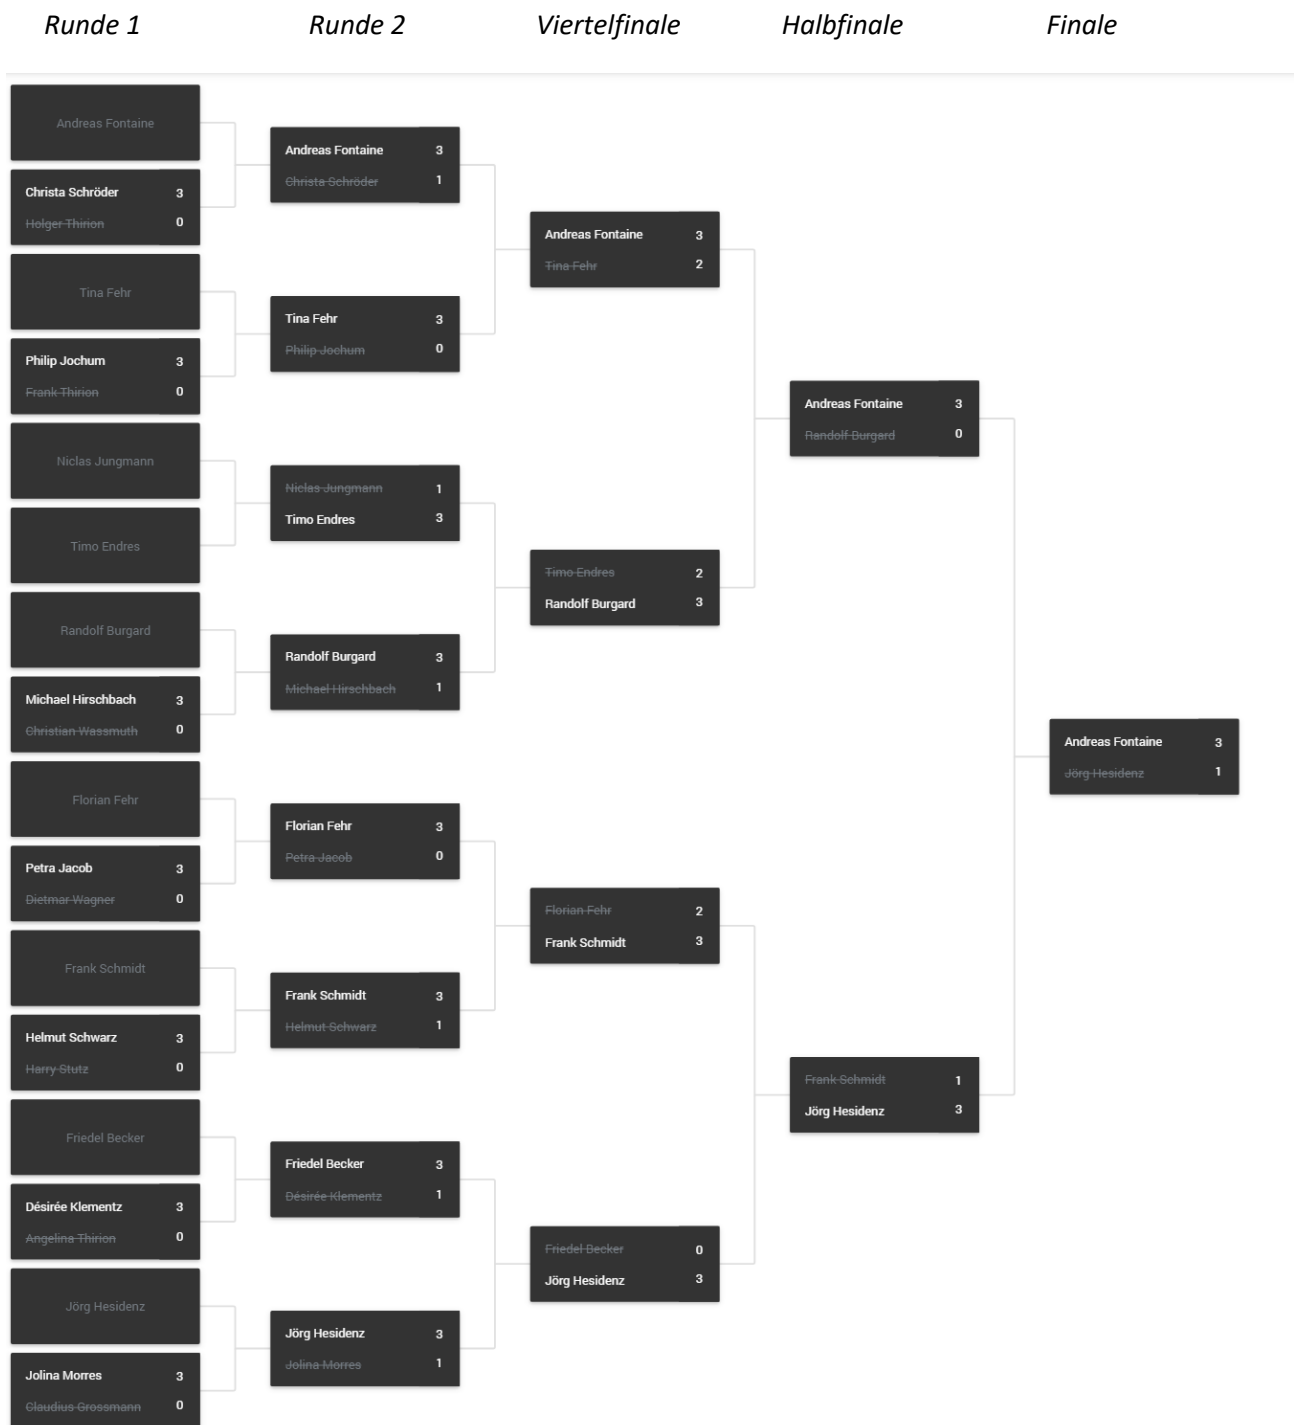 Runde 1
Runde 2
Viertelfinale
Halbfinale
Finale
Andreas Fontaine
Christa Schröder 3
Holger Thirion 0
Tina Fehr
Philip Jochum 3
Frank Thirion 0
Niclas Jungmann
Timo Endres
Randolf Burgard
Michael Hirschbach 3
Christian Wassmuth 0
Florian Fehr
Petra Jacob 3
Dietmar Wagner 0
Frank Schmidt
Helmut Schwarz 3
Harry Stutz 0
Friedel Becker
Désirée Klementz 3
Angelina Thirion 0
Jörg Hesidenz
Jolina Morres 3
Claudius Grossmann 0
Andreas Fontaine 3
Christa Schröder 1
Tina Fehr 3
Philip Jochum 0
Niclas Jungmann 1
Timo Endres 3
Randolf Burgard 3
Michael Hirschbach 1
Florian Fehr 3
Petra Jacob 0
Frank Schmidt 3
Helmut Schwarz 1
Friedel Becker 3
Désirée Klementz 1
Jörg Hesidenz 3
Jolina Morres 1
Andreas Fontaine 3
Tina Fehr 2
Timo Endres 2
Randolf Burgard 3
Florian Fehr 2
Frank Schmidt 3
Friedel Becker 0
Jörg Hesidenz 3
Andreas Fontaine 3
Randolf Burgard 0
Frank Schmidt 1
Jörg Hesidenz 3
Andreas Fontaine 3
Jörg Hesidenz 1